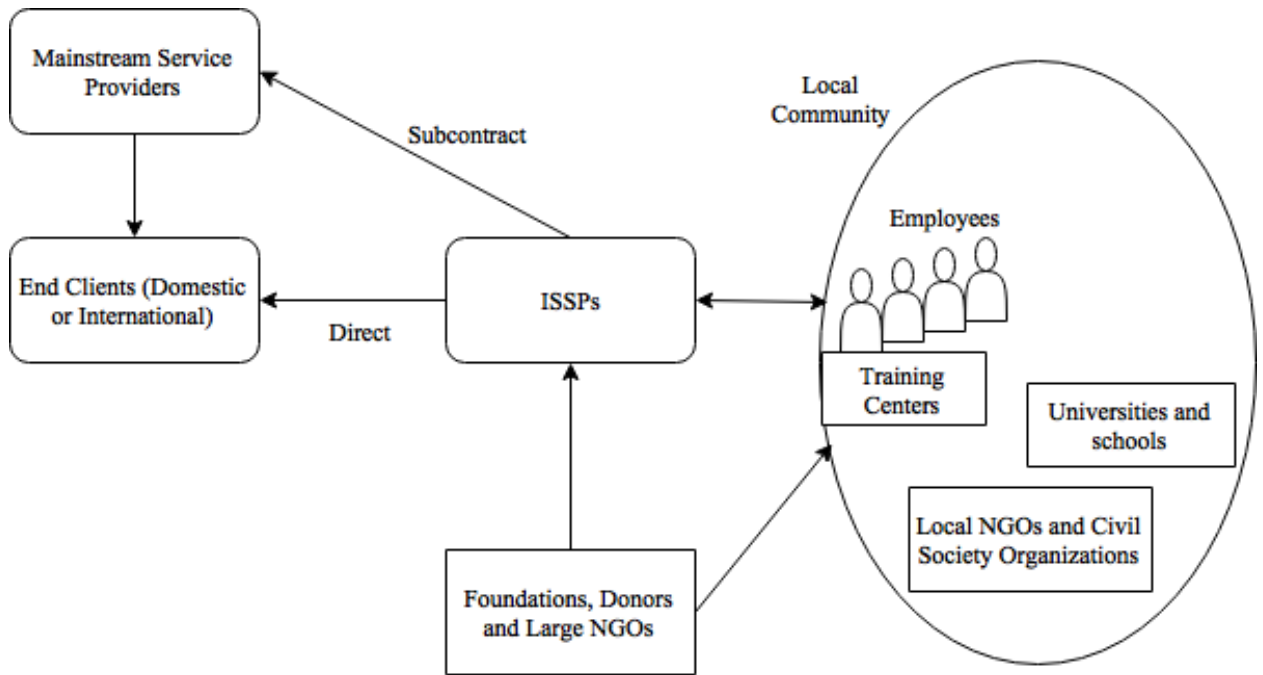 Mainstream Service
Providers
Local
Community
Subcontract
Employees
End Clients (Domestic
or International)
ISSPs
Direct
Training
Centers
Universities and
schools
Local NGOs and Civil
Society Organizations
Foundations, Donors
and Large NGOs